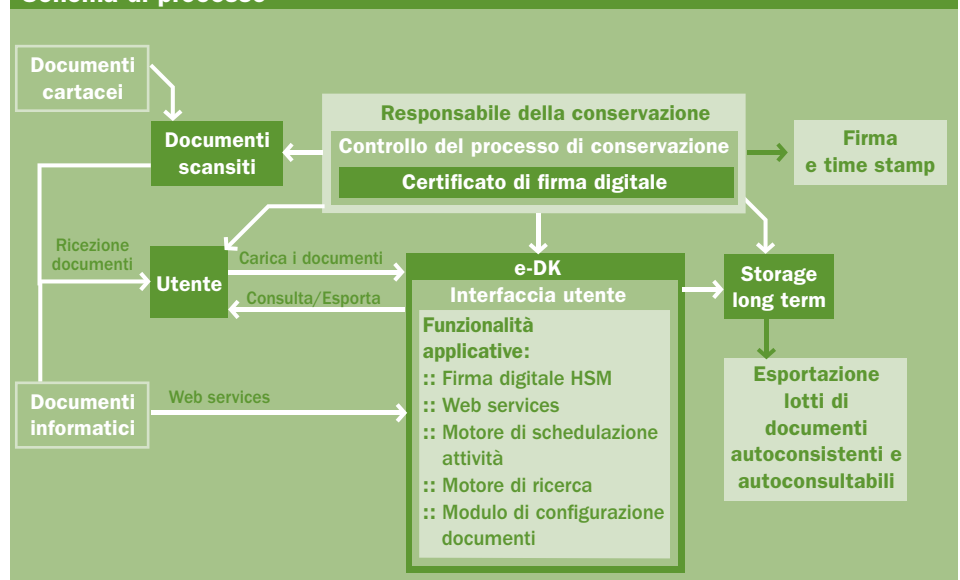 Schema di processo
Documenti
cartacei
Documenti
scansiti
Responsabile della conservazione
Controllo del processo di conservazione
Certificato di firma digitale
Firma
e time stamp
Ricezione
documenti
Utente
Carica i documenti
Consulta/Esporta
e-DK
Interfaccia utente
Funzionalità
applicative:
:: Firma digitale HSM
:: Web services
:: Motore di schedulazione
attività
:: Motore di ricerca
:: Modulo di configurazione
documenti
Storage
long term
Esportazione
lotti di
documenti
autoconsistenti e
autoconsultabili
Documenti
informatici
Web services